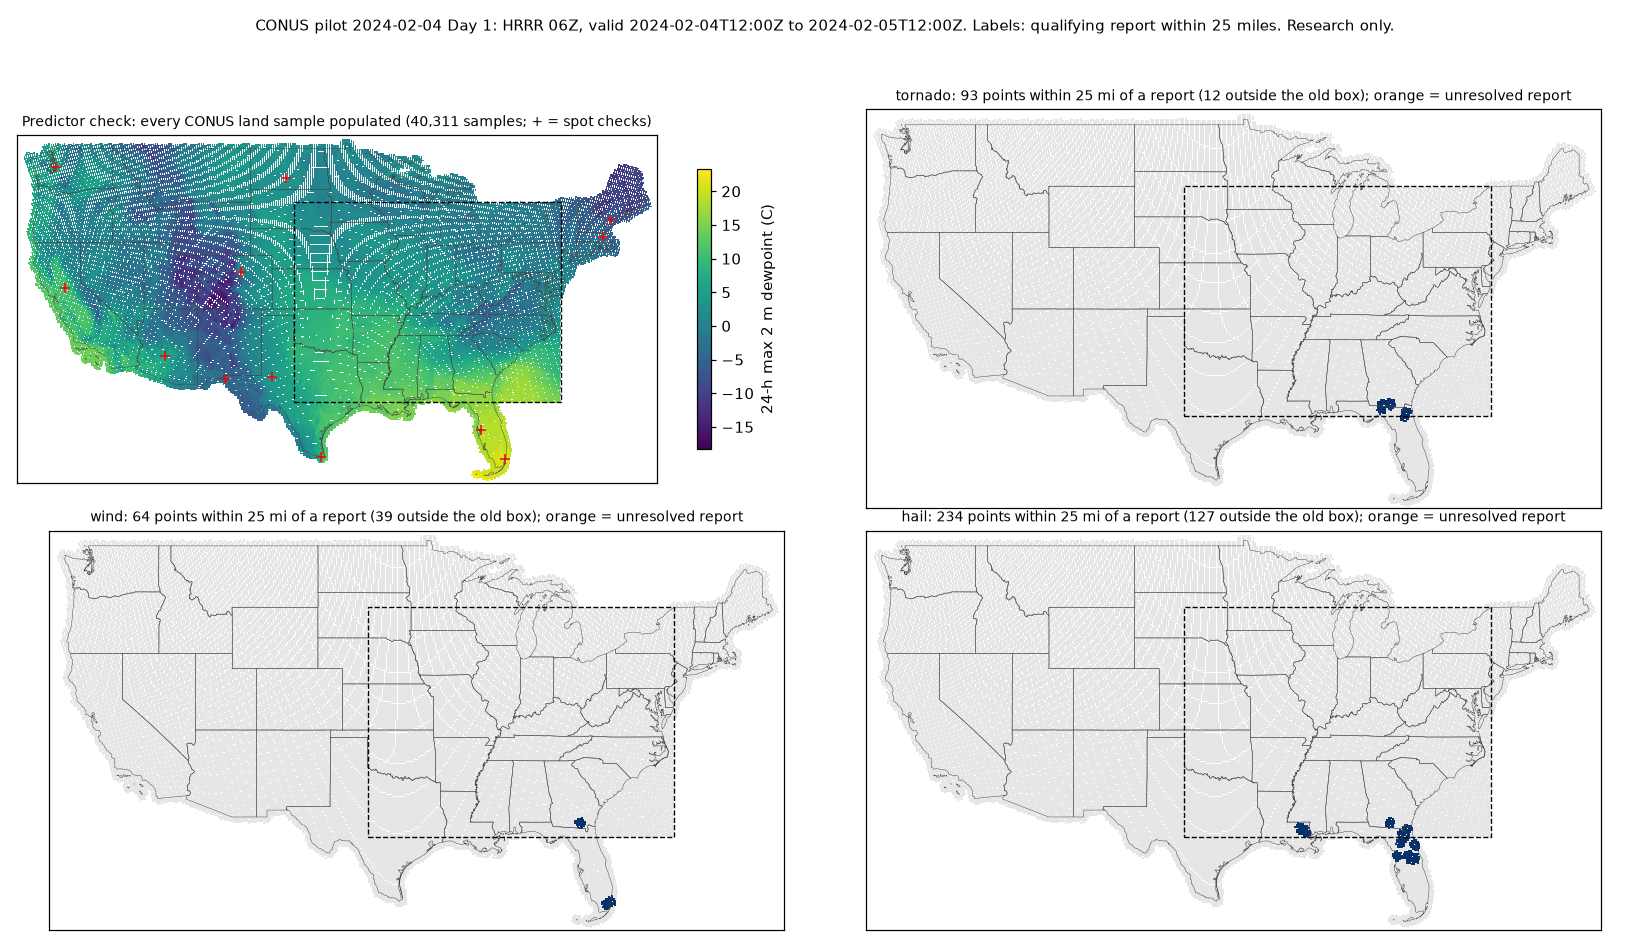 CONUS pilot 2024-02-04 Day 1: HRRR 06Z, valid 2024-02-04T12:00Z to 2024-02-05T12:00Z. Labels: qualifying report within 25 miles. Research only.
Predictor check: every CONUS land sample populated (40,311 samples; + = spot checks)
20
15
10
5
0
−5
−10
−15
24-h max 2 m dewpoint (C)
tornado: 93 points within 25 mi of a report (12 outside the old box); orange = unresolved report
wind: 64 points within 25 mi of a report (39 outside the old box); orange = unresolved report
hail: 234 points within 25 mi of a report (127 outside the old box); orange = unresolved report